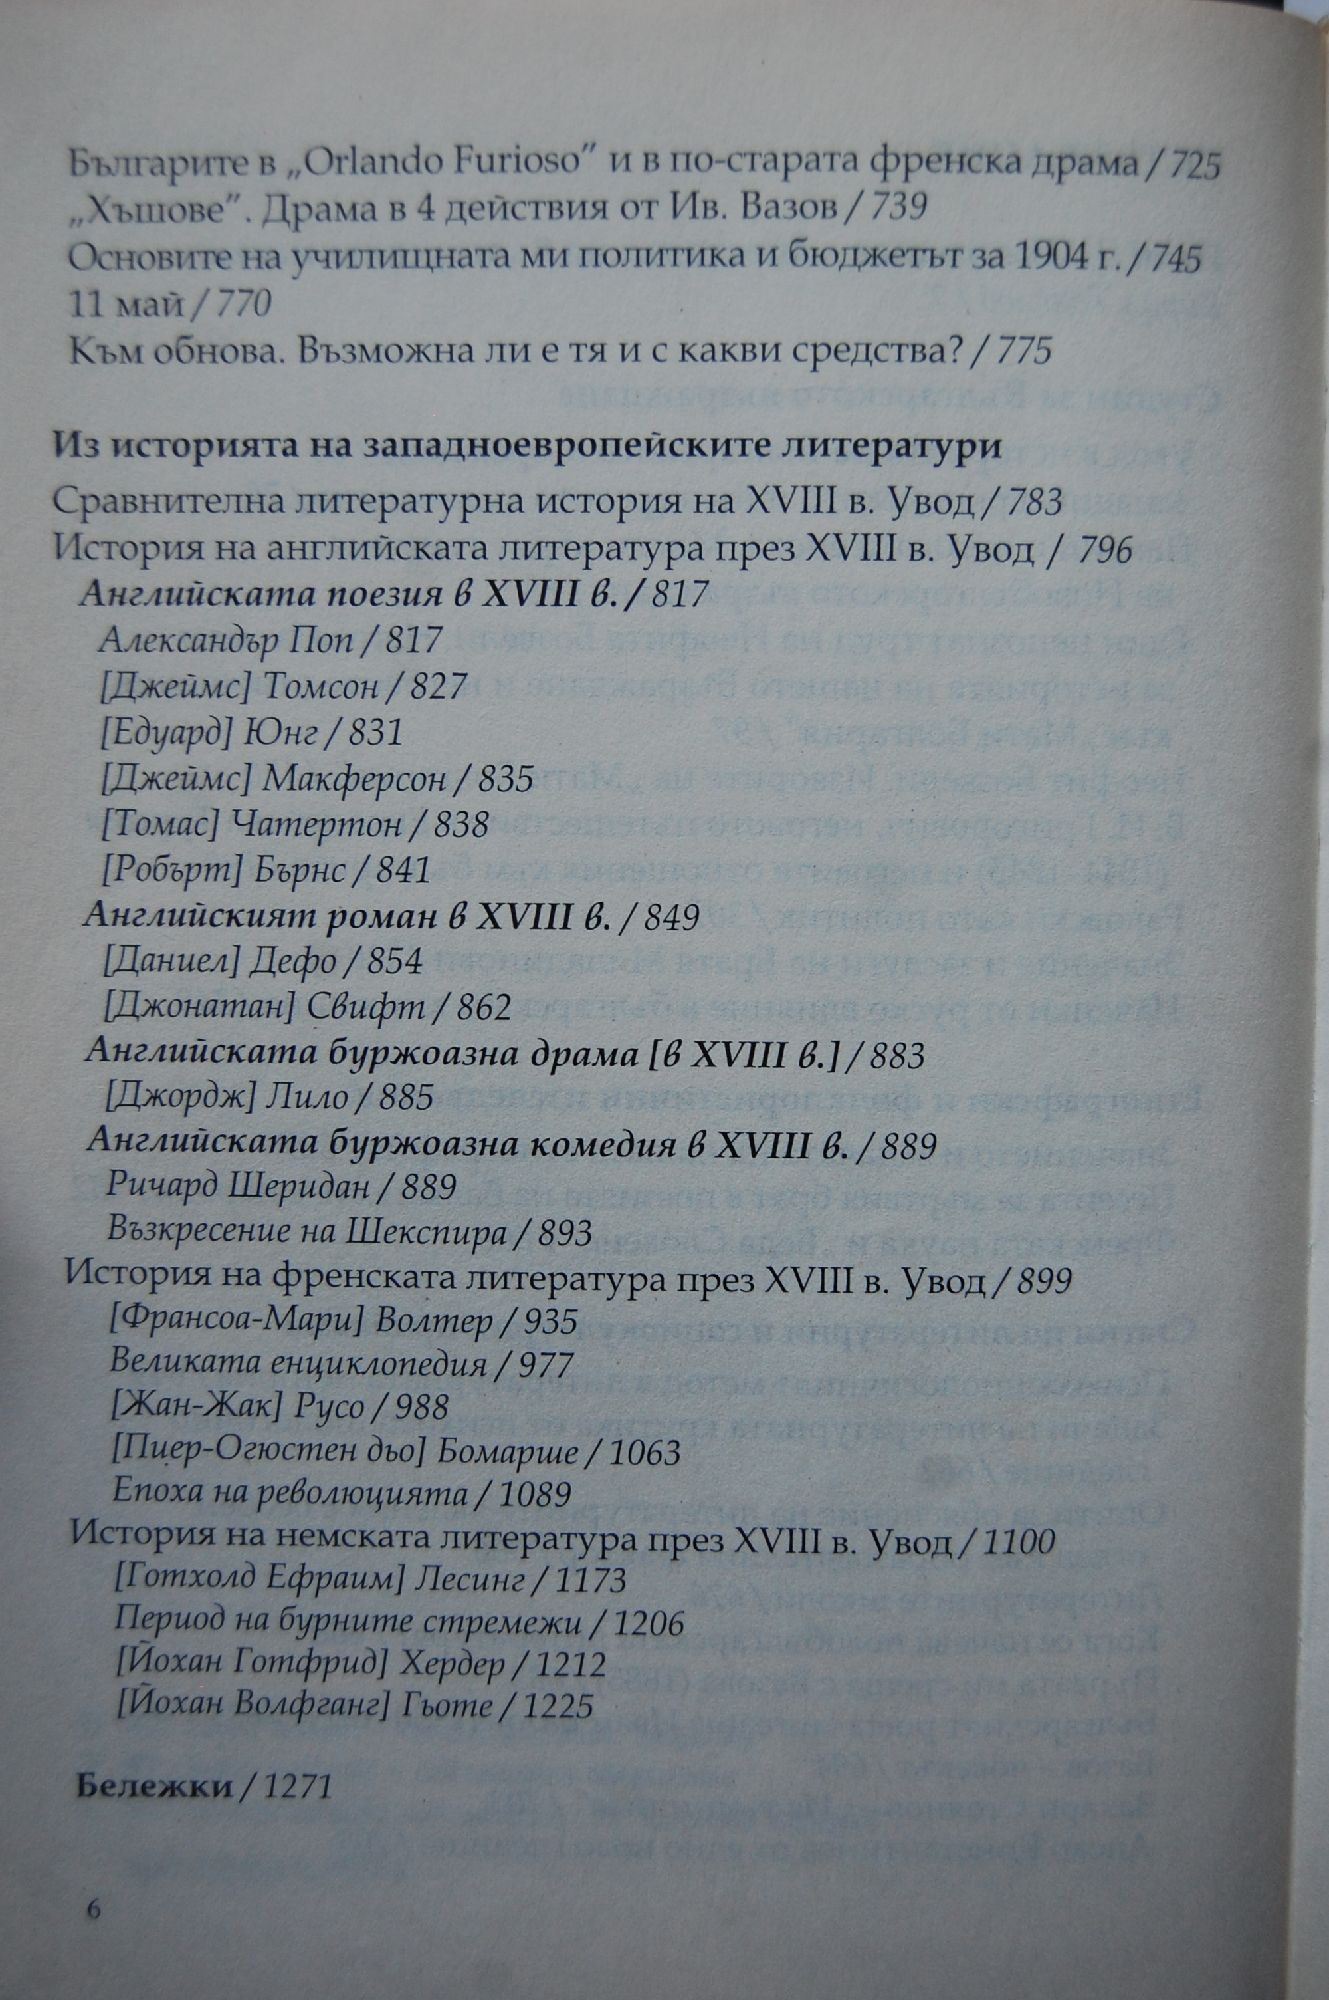 Българите в „Orlando Furioso" и в по-старата френска драма / 725
„Хъшове". Драма в 4 действия от Ив. Вазов / 739
Основите на училищната ми политика и бюджетът за 1904 г. / 745
11 май / 770
Към обнова. Възможна ли е тя и с какви средства? / 775
Из историята на западноевропейските литератури
Сравнителна литературна история на XVIII в. Увод / 783
История на английската литература през XVIII в. Увод / 796
Английската поезия в XVIII в. / 817
Александър Поп / 817
[Джеймс] Томсон / 827
[Едуард] Юнг / 831
[Джеймс] Макферсон / 835
[Томас] Чатертон / 838
[Робърт] Бърнс / 841
Английският роман в XVIII в. / 849
[Даниел] Дефо / 854
[Джонатан] Свифт / 862
Английската буржоазна драма [в XVIII в.] / 883
[Джордж] Лило / 885
Английската буржоазна комедия в XVIII в. / 889
Ричард Шеридан / 889
Възкресение на Шекспира / 893
История на френската литература през XVIII в. Увод / 899
[Франсоа-Мари] Волтер / 935
Великата енциклопедия / 977
[Жан-Жак] Русо / 988
[Пиер-Огюстен дьо] Бомарше / 1063
Епоха на революцията / 1089
История на немската литература през XVIII в. Увод / 1100
[Готхолд Ефраим] Лесинг / 1173
Период на бурните стремежи / 1206
[Йохан Готфрид] Хердер / 1212
[Йохан Волфганг] Гьоте / 1225
Бележки / 1271
6